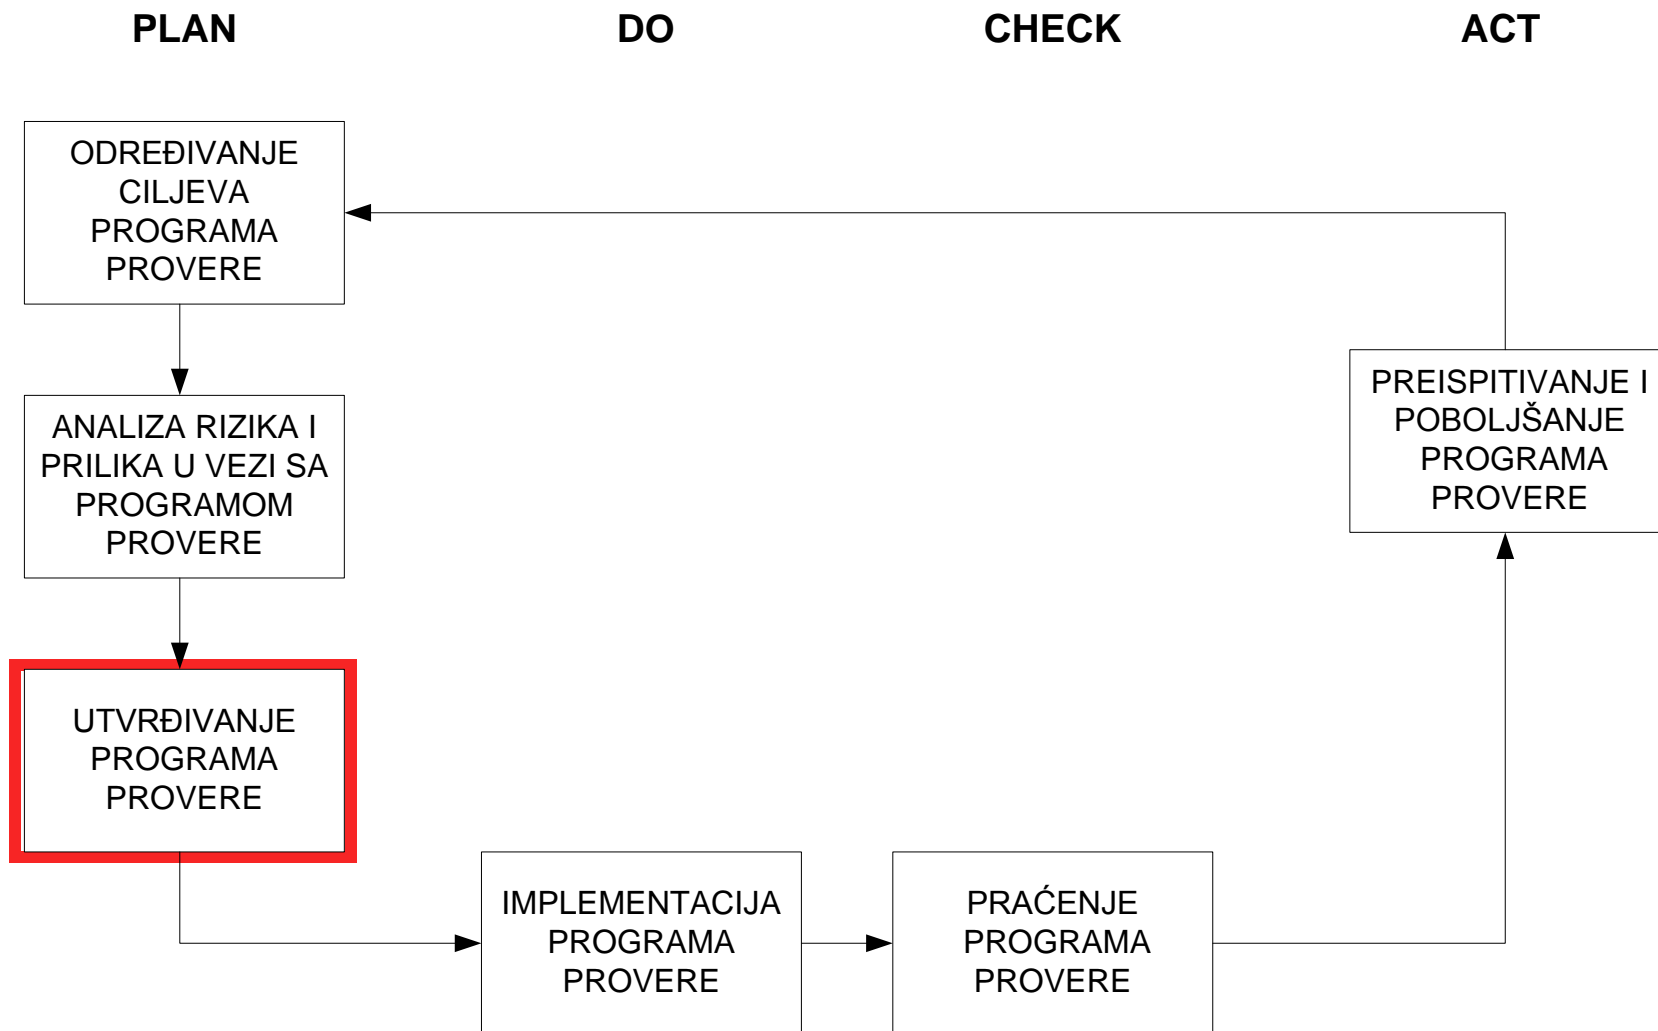 PLAN
DO
CHECK
ACT
ODREĐIVANJE
CILJEVA
PROGRAMA
PROVERE
ANALIZA RIZIKA I
PRILIKA U VEZI SA
PROGRAMOM
PROVERE
UTVRĐIVANJE
PROGRAMA
PROVERE
IMPLEMENTACIJA
PROGRAMA
PROVERE
PRAĆENJE
PROGRAMA
PROVERE
PREISPITIVANJE I
POBOLJŠANJE
PROGRAMA
PROVERE